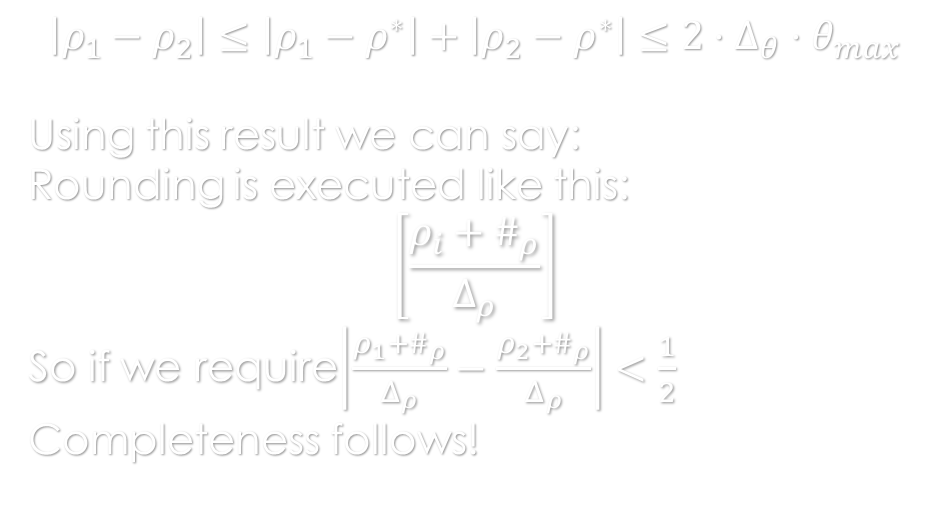 |ρ₁ − ρ₂| ≤ |ρ₁ − ρ*| + |ρ₂ − ρ*| ≤ 2 · Δ_θ · θ_max
Using this result we can say:
Rounding is executed like this:
[(ρᵢ + #_ρ) / Δ_ρ]
So if we require |(ρ₁+#_ρ)/Δ_ρ − (ρ₂+#_ρ)/Δ_ρ| < 1/2
Completeness follows!